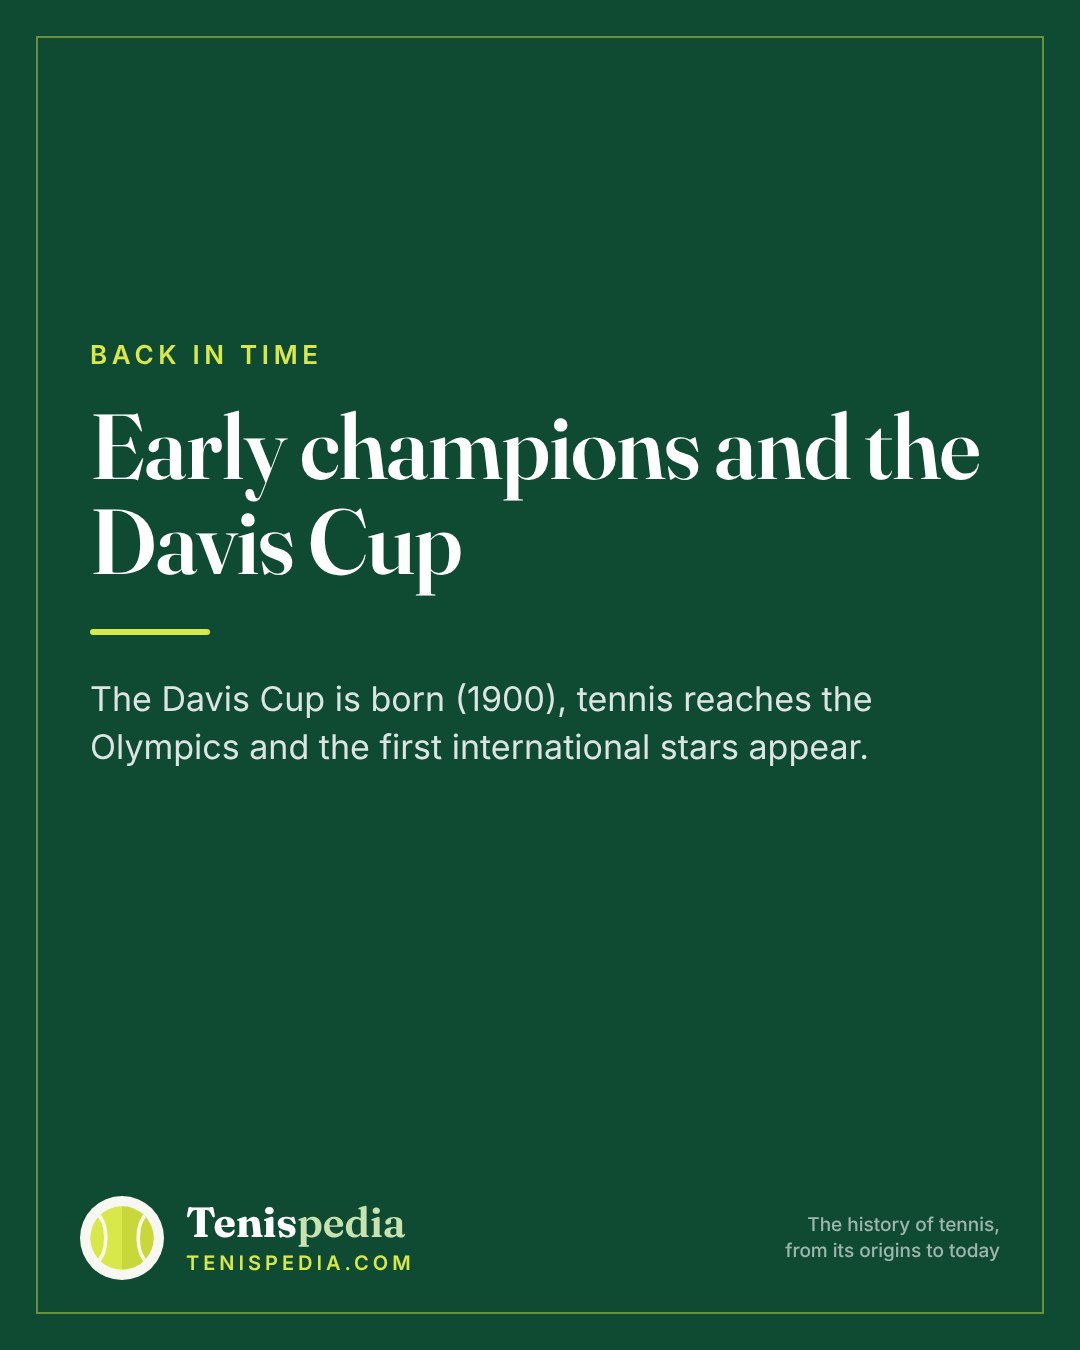 BACK IN TIME
Early champions and the
Davis Cup
The Davis Cup is born (1900), tennis reaches the
Olympics and the first international stars appear.
Tenispedia
TENISPEDIA.COM
The history of tennis,
from its origins to today